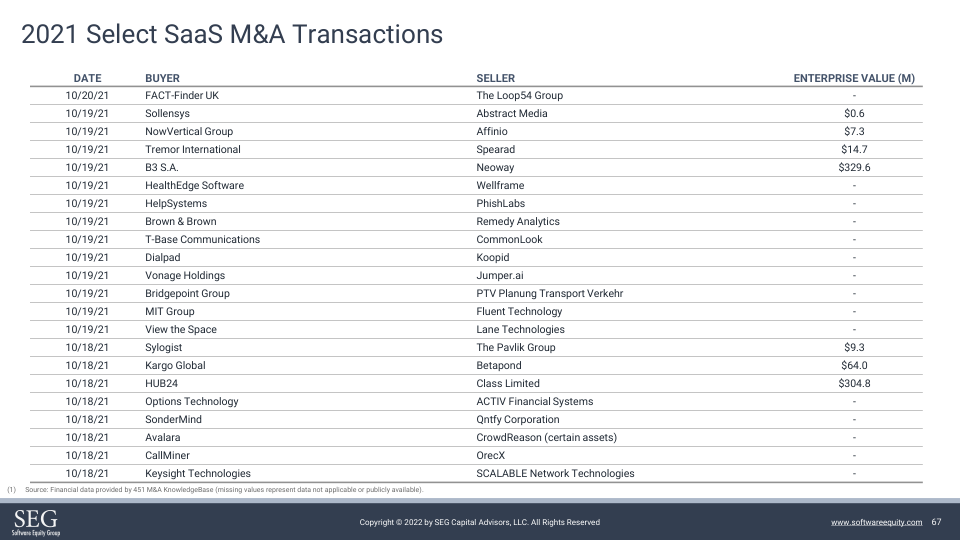 2021 Select SaaS M&A Transactions
DATE BUYER SELLER ENTERPRISE VALUE (M)
10/20/21 FACT-Finder UK The Loop54 Group -
10/19/21 Sollensys Abstract Media $0.6
10/19/21 NowVertical Group Affinio $7.3
10/19/21 Tremor International Spearad $14.7
10/19/21 B3 S.A. Neoway $329.6
10/19/21 HealthEdge Software Wellframe -
10/19/21 HelpSystems PhishLabs -
10/19/21 Brown & Brown Remedy Analytics -
10/19/21 T-Base Communications CommonLook -
10/19/21 Dialpad Koopid -
10/19/21 Vonage Holdings Jumper.ai -
10/19/21 Bridgepoint Group PTV Planung Transport Verkehr -
10/19/21 MIT Group Fluent Technology -
10/19/21 View the Space Lane Technologies -
10/18/21 Sylogist The Pavlik Group $9.3
10/18/21 Kargo Global Betapond $64.0
10/18/21 HUB24 Class Limited $304.8
10/18/21 Options Technology ACTIV Financial Systems -
10/18/21 SonderMind Qntfy Corporation -
10/18/21 Avalara CrowdReason (certain assets) -
10/18/21 CallMiner OrecX -
10/18/21 Keysight Technologies SCALABLE Network Technologies -
(1) Source: Financial data provided by 451 M&A KnowledgeBase (missing values represent data not applicable or publicly available).
SEG
Software Equity Group
Copyright © 2022 by SEG Capital Advisors, LLC. All Rights Reserved
www.softwareequity.com 67